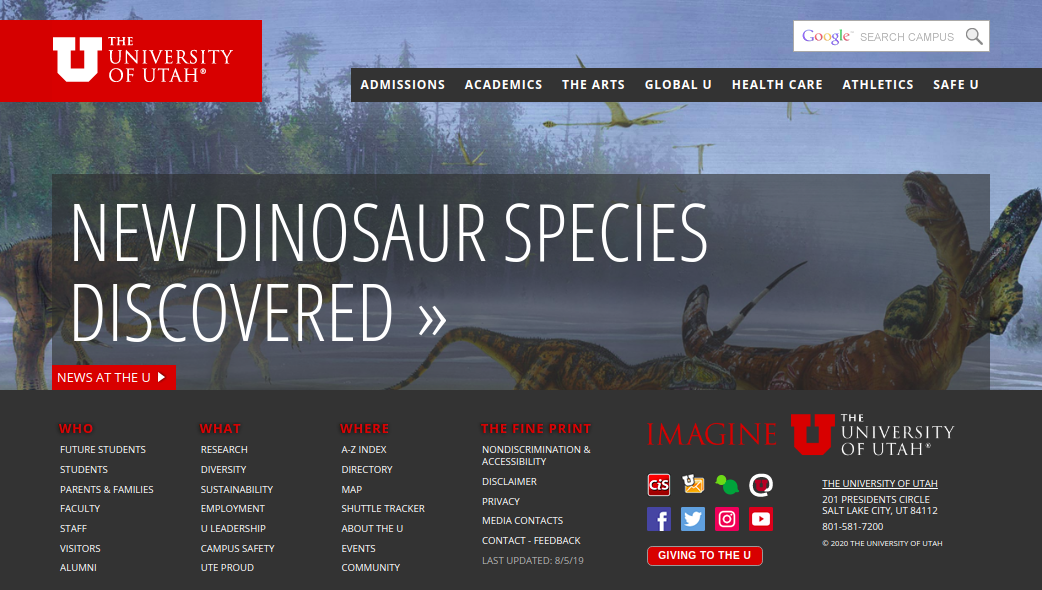 THE
UNIVERSITY
OF UTAH®
Google™ SEARCH CAMPUS
ADMISSIONS ACADEMICS THE ARTS GLOBAL U HEALTH CARE ATHLETICS SAFE U
NEW DINOSAUR SPECIES
DISCOVERED »
NEWS AT THE U
WHO
FUTURE STUDENTS
STUDENTS
PARENTS & FAMILIES
FACULTY
STAFF
VISITORS
ALUMNI
WHAT
RESEARCH
DIVERSITY
SUSTAINABILITY
EMPLOYMENT
U LEADERSHIP
CAMPUS SAFETY
UTE PROUD
WHERE
A-Z INDEX
DIRECTORY
MAP
SHUTTLE TRACKER
ABOUT THE U
EVENTS
COMMUNITY
THE FINE PRINT
NONDISCRIMINATION &
ACCESSIBILITY
DISCLAIMER
PRIVACY
MEDIA CONTACTS
CONTACT - FEEDBACK
LAST UPDATED: 8/5/19
IMAGINE
THE
UNIVERSITY
OF UTAH®
CIS
GIVING TO THE U
THE UNIVERSITY OF UTAH
201 PRESIDENTS CIRCLE
SALT LAKE CITY, UT 84112
801-581-7200
© 2020 THE UNIVERSITY OF UTAH